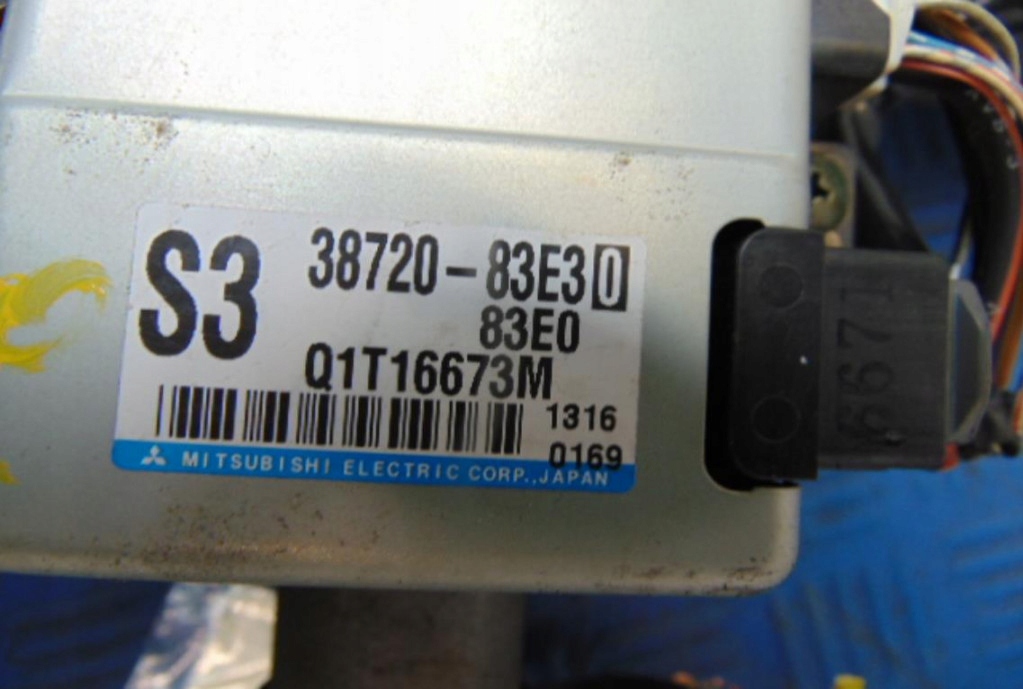 S3
38720-83E30
83E0
Q1T16673M
1316
0169
MITSUBISHI ELECTRIC CORP., JAPAN